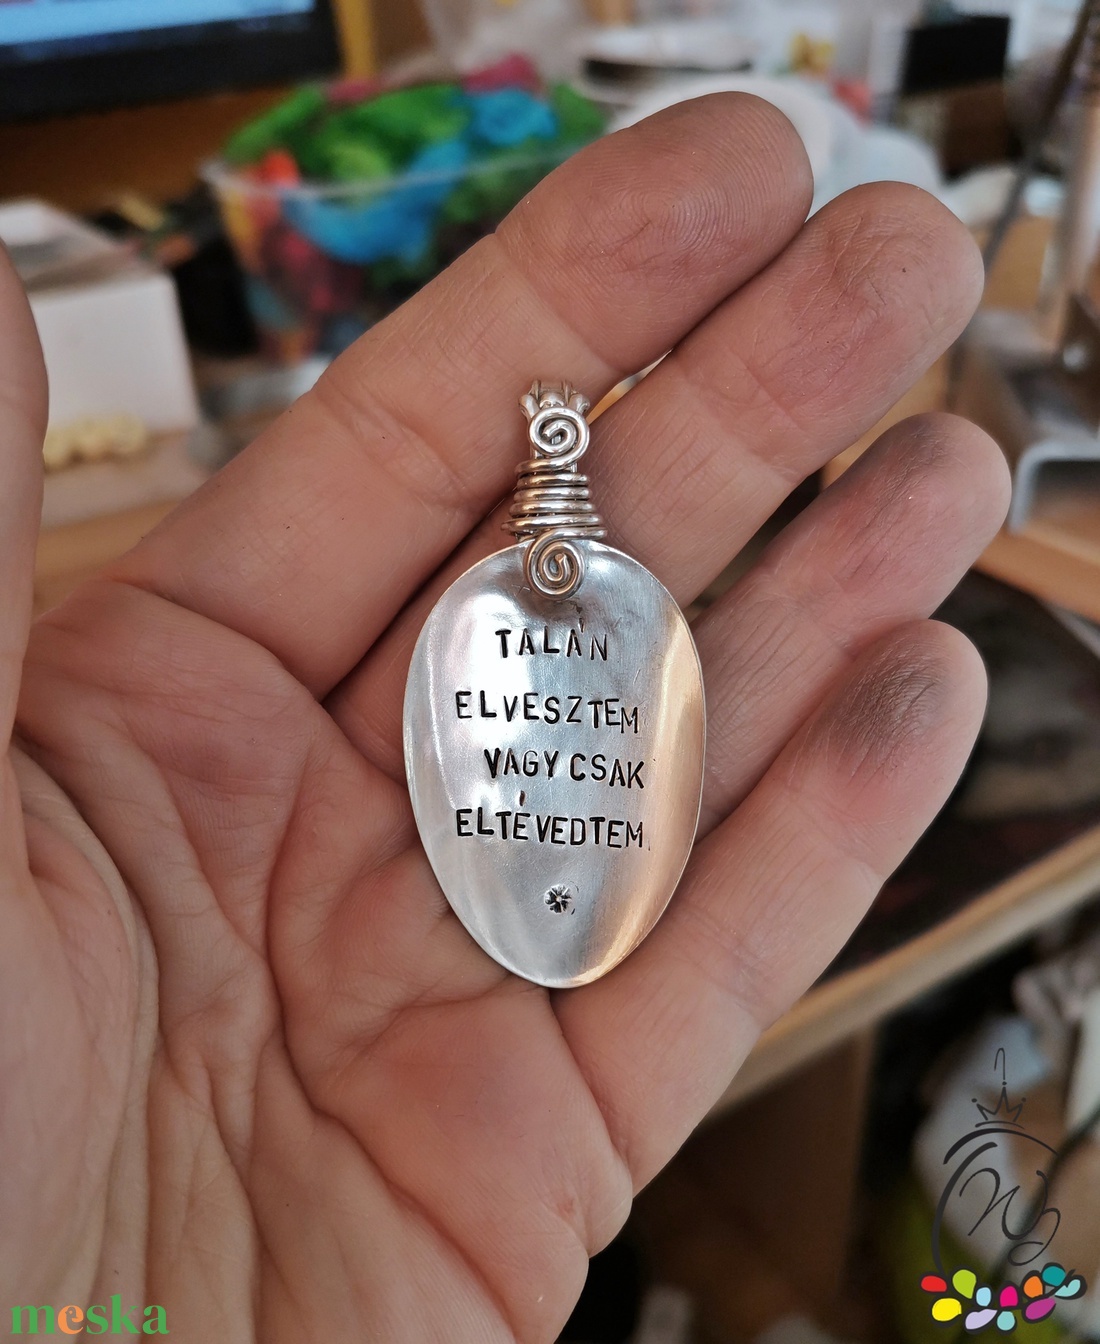 TALÁN
ELVESZTEM
VAGY CSAK
ELTÉVEDTEM.
meska